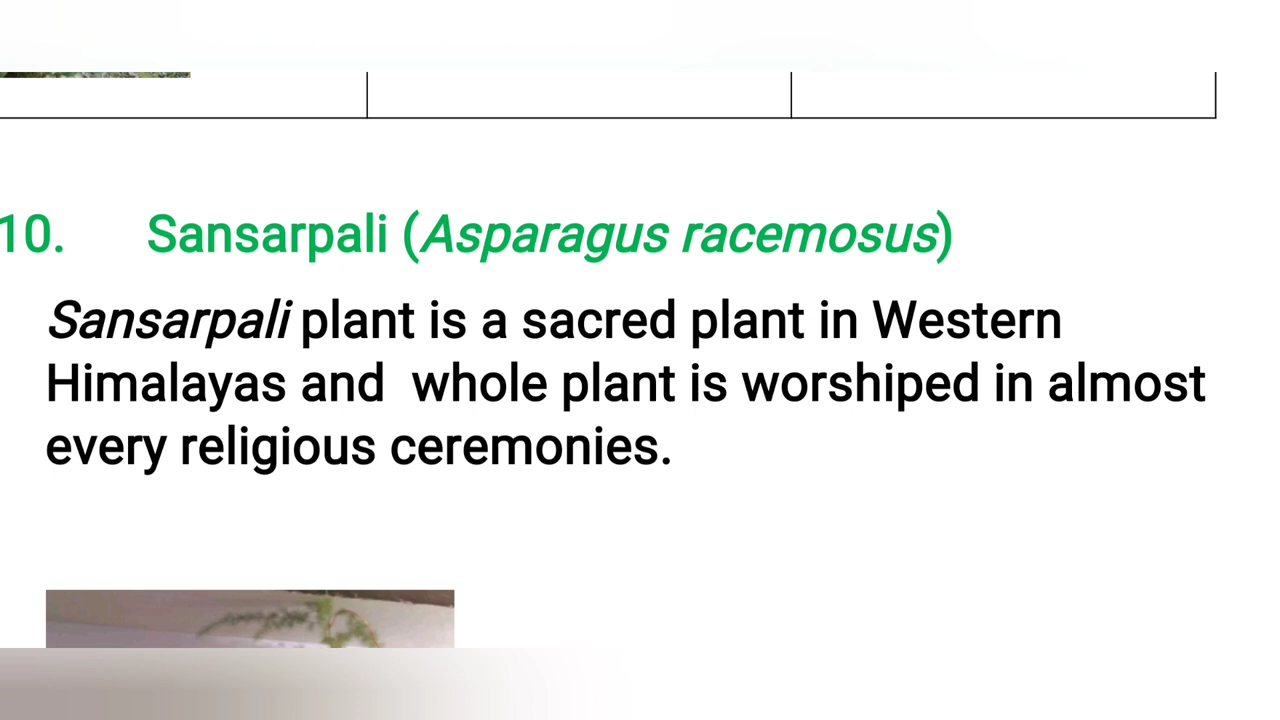 10. Sansarpali (Asparagus racemosus)
Sansarpali plant is a sacred plant in Western
Himalayas and  whole plant is worshiped in almost
every religious ceremonies.